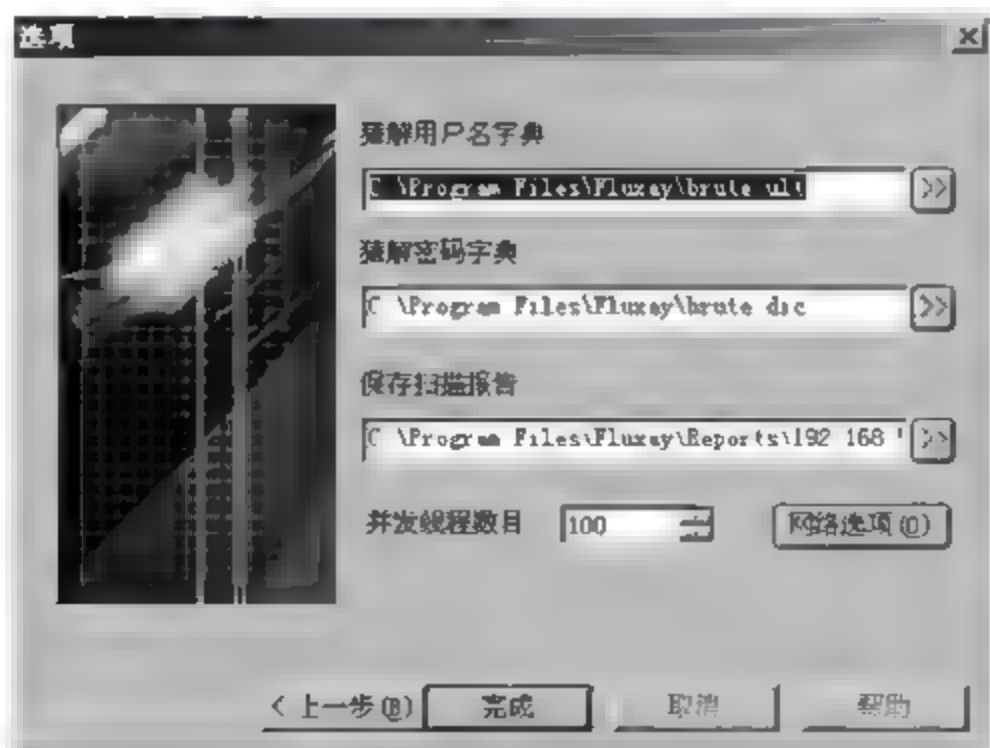 选项
猜解用户名字典
C \Program Files\Fluxay\brute ult
>>
猜解密码字典
C \Program Files\Fluxay\brute dic
>>
保存扫描报告
C \Program Files\Fluxay\Reports\192 168
>>
并发线程数目 100 网络选项(O)
< 上一步(B) 完成 取消 帮助